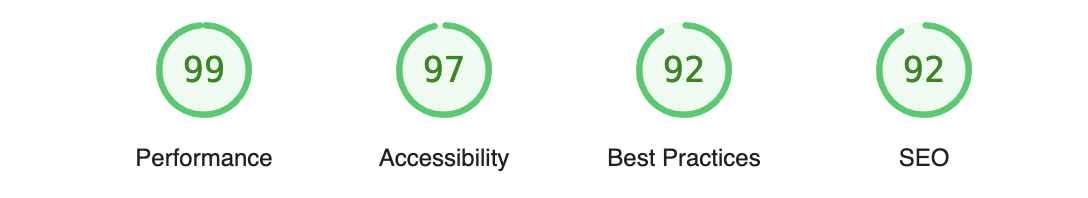 99 97 92 92
Performance Accessibility Best Practices SEO